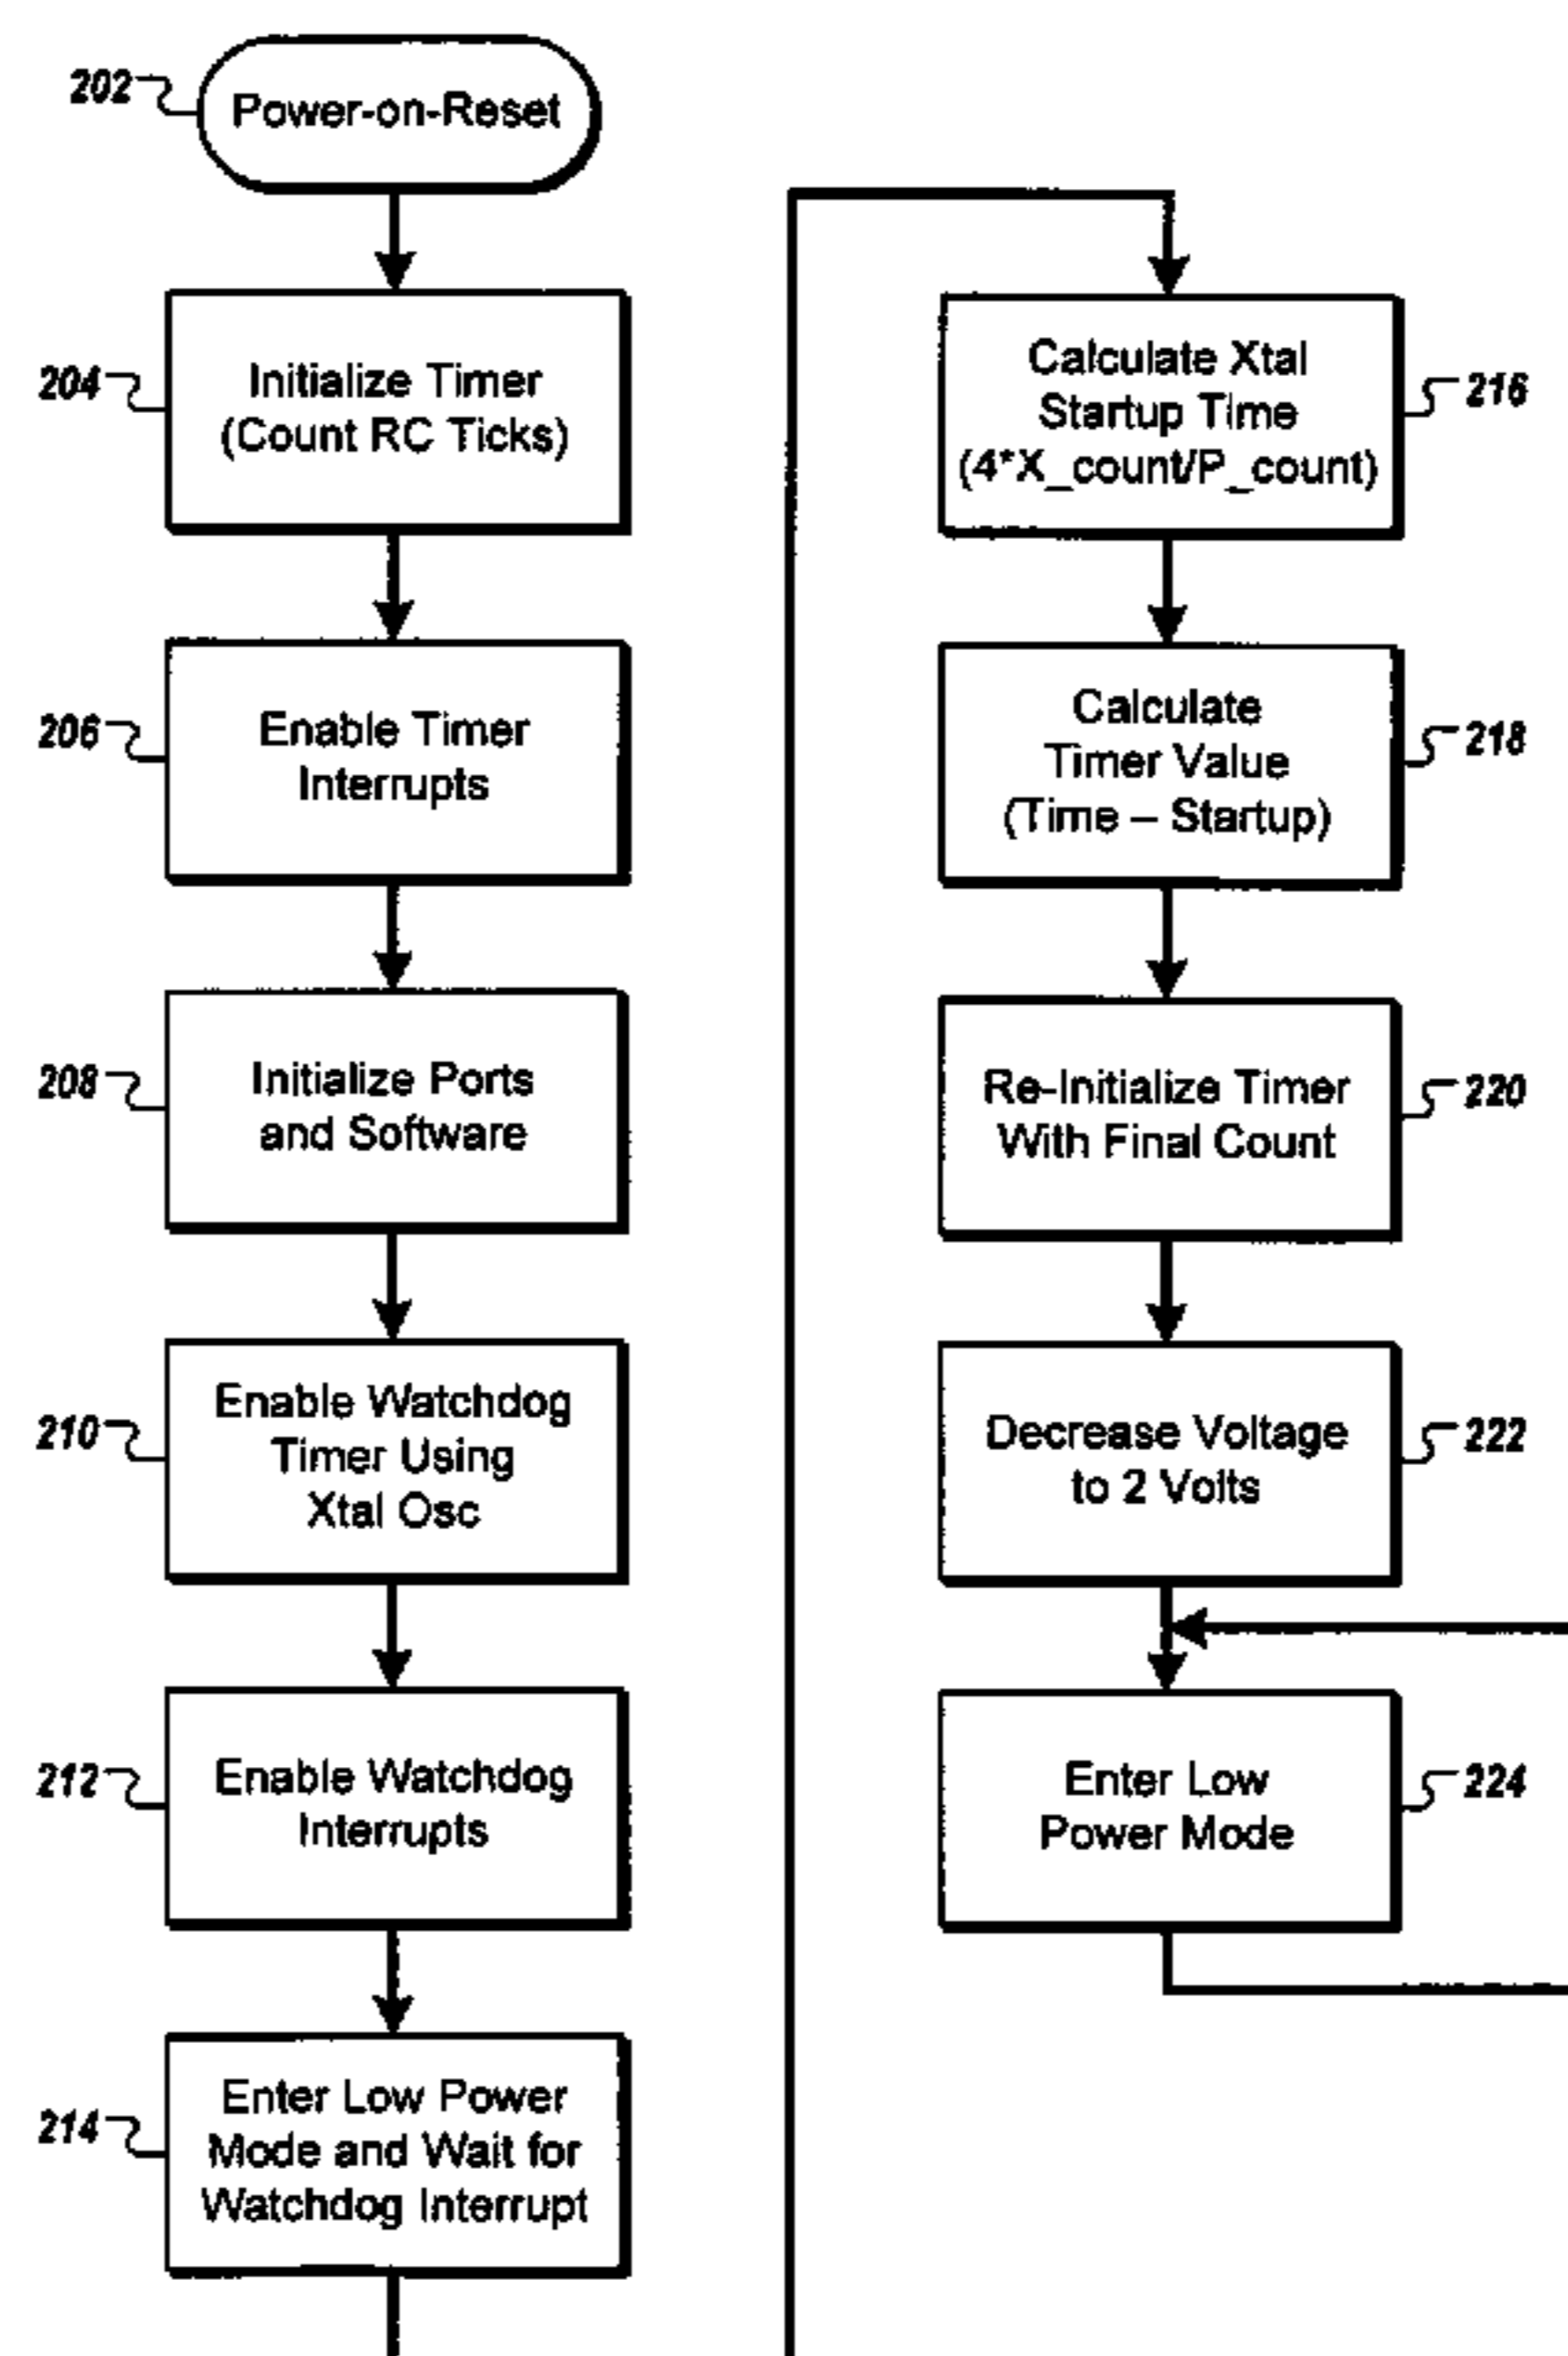 202
Power-on-Reset
204
Initialize Timer
(Count RC Ticks)
206
Enable Timer
Interrupts
208
Initialize Ports
and Software
210
Enable Watchdog
Timer Using
Xtal Osc
212
Enable Watchdog
Interrupts
214
Enter Low Power
Mode and Wait for
Watchdog Interrupt
Calculate Xtal
Startup Time
(4*X_count/P_count)
216
Calculate
Timer Value
(Time – Startup)
218
Re-Initialize Timer
With Final Count
220
Decrease Voltage
to 2 Volts
222
Enter Low
Power Mode
224